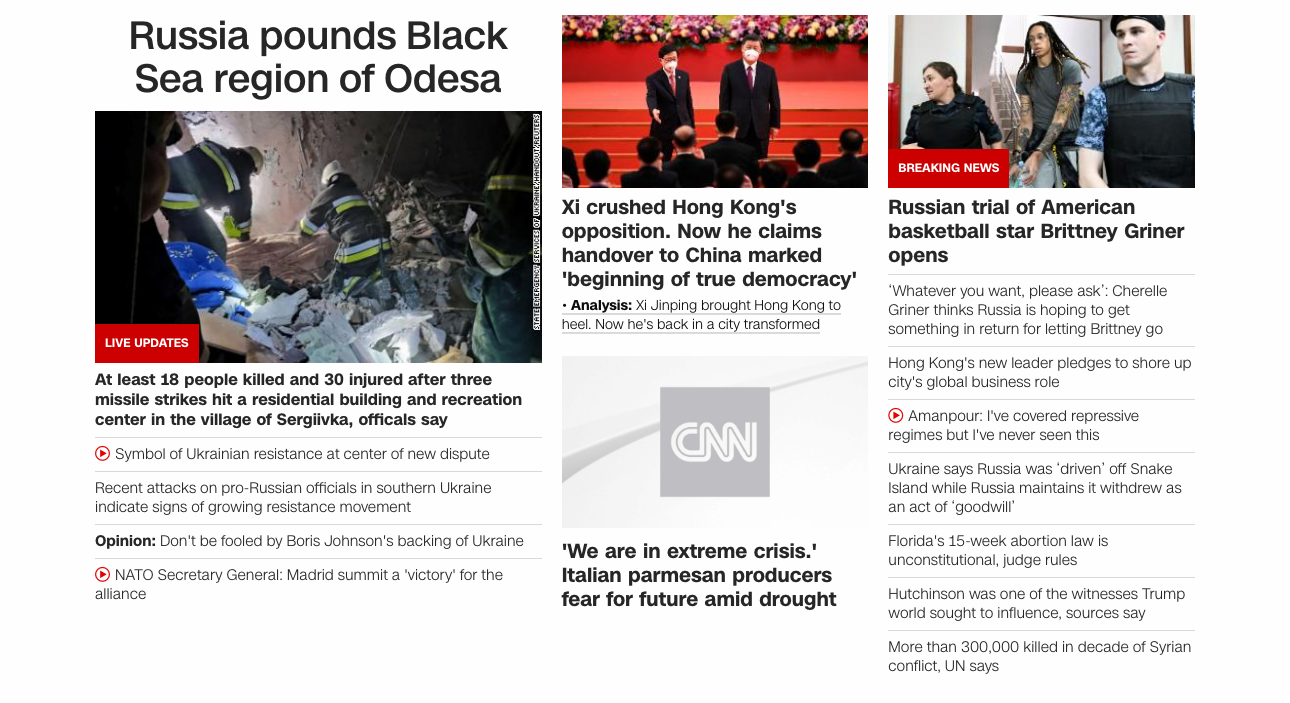 Russia pounds Black
Sea region of Odesa
STATE EMERGENCY SERVICES OF UKRAINE/HANDOUT/REUTERS
LIVE UPDATES
At least 18 people killed and 30 injured after three
missile strikes hit a residential building and recreation
center in the village of Sergiivka, officals say
Symbol of Ukrainian resistance at center of new dispute
Recent attacks on pro-Russian officials in southern Ukraine
indicate signs of growing resistance movement
Opinion: Don't be fooled by Boris Johnson's backing of Ukraine
NATO Secretary General: Madrid summit a 'victory' for the
alliance
Xi crushed Hong Kong's
opposition. Now he claims
handover to China marked
'beginning of true democracy'
• Analysis: Xi Jinping brought Hong Kong to
heel. Now he's back in a city transformed
CNN
'We are in extreme crisis.'
Italian parmesan producers
fear for future amid drought
BREAKING NEWS
Russian trial of American
basketball star Brittney Griner
opens
‘Whatever you want, please ask’: Cherelle
Griner thinks Russia is hoping to get
something in return for letting Brittney go
Hong Kong's new leader pledges to shore up
city's global business role
Amanpour: I've covered repressive
regimes but I've never seen this
Ukraine says Russia was ‘driven’ off Snake
Island while Russia maintains it withdrew as
an act of ‘goodwill’
Florida's 15-week abortion law is
unconstitutional, judge rules
Hutchinson was one of the witnesses Trump
world sought to influence, sources say
More than 300,000 killed in decade of Syrian
conflict, UN says